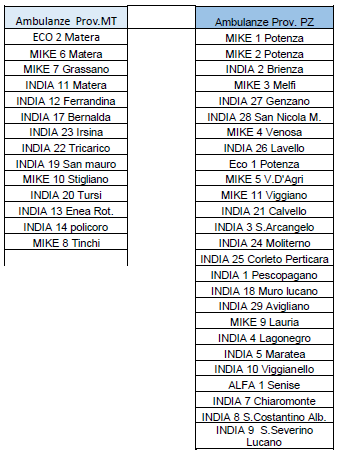 Ambulanze Prov.MT
ECO 2 Matera
MIKE 6 Matera
MIKE 7 Grassano
INDIA 11 Matera
INDIA 12 Ferrandina
INDIA 17 Bernalda
INDIA 23 Irsina
INDIA 22 Tricarico
INDIA 19 San mauro
MIKE 10 Stigliano
INDIA 20 Tursi
INDIA 13 Enea Rot.
INDIA 14 policoro
MIKE 8 Tinchi
Ambulanze Prov. PZ
MIKE 1 Potenza
MIKE 2 Potenza
INDIA 2 Brienza
MIKE 3 Melfi
INDIA 27 Genzano
INDIA 28 San Nicola M.
MIKE 4 Venosa
INDIA 26 Lavello
Eco 1 Potenza
MIKE 5 V.D'Agri
MIKE 11 Viggiano
INDIA 21 Calvello
INDIA 3 S.Arcangelo
INDIA 24 Moliterno
INDIA 25 Corleto Perticara
INDIA 1 Pescopagano
INDIA 18 Muro lucano
INDIA 29 Avigliano
MIKE 9 Lauria
INDIA 4 Lagonegro
INDIA 5 Maratea
INDIA 10 Viggianello
ALFA 1 Senise
INDIA 7 Chiaromonte
INDIA 8 S.Costantino Alb.
INDIA 9 S.Severino
Lucano